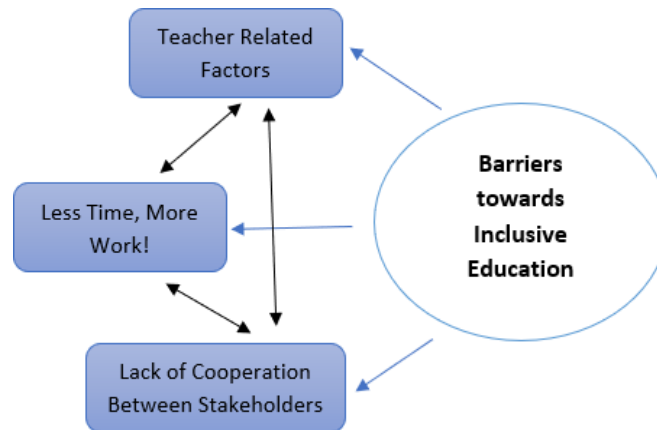 Teacher Related
Factors
Less Time, More
Work!
Lack of Cooperation
Between Stakeholders
Barriers
towards
Inclusive
Education